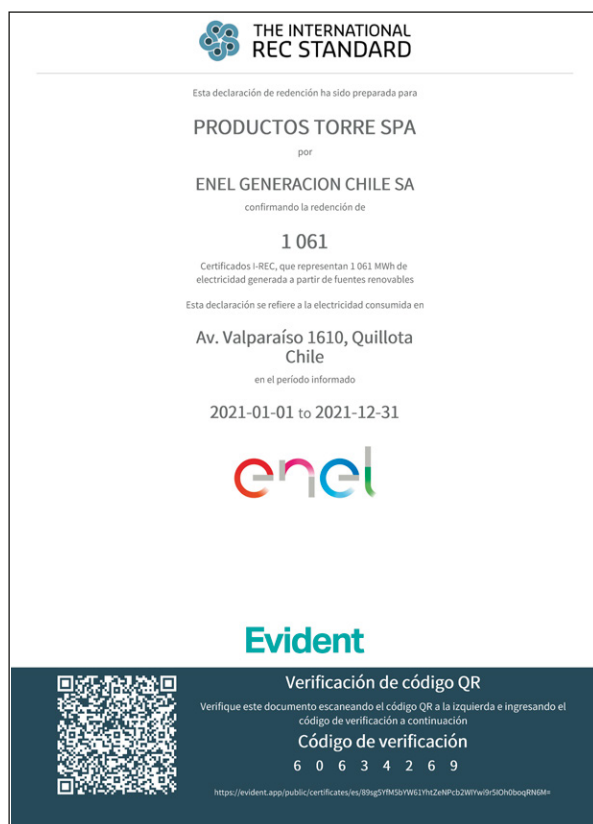 THE INTERNATIONAL
REC STANDARD
Esta declaración de redención ha sido preparada para
PRODUCTOS TORRE SPA
por
ENEL GENERACION CHILE SA
confirmando la redención de
1 061
Certificados I-REC, que representan 1 061 MWh de
electricidad generada a partir de fuentes renovables
Esta declaración se refiere a la electricidad consumida en
Av. Valparaíso 1610, Quillota
Chile
en el período informado
2021-01-01 to 2021-12-31
enel
Evident
Verificación de código QR
Verifique este documento escaneando el código QR a la izquierda e ingresando el
código de verificación a continuación
Código de verificación
6 0 6 3 4 2 6 9